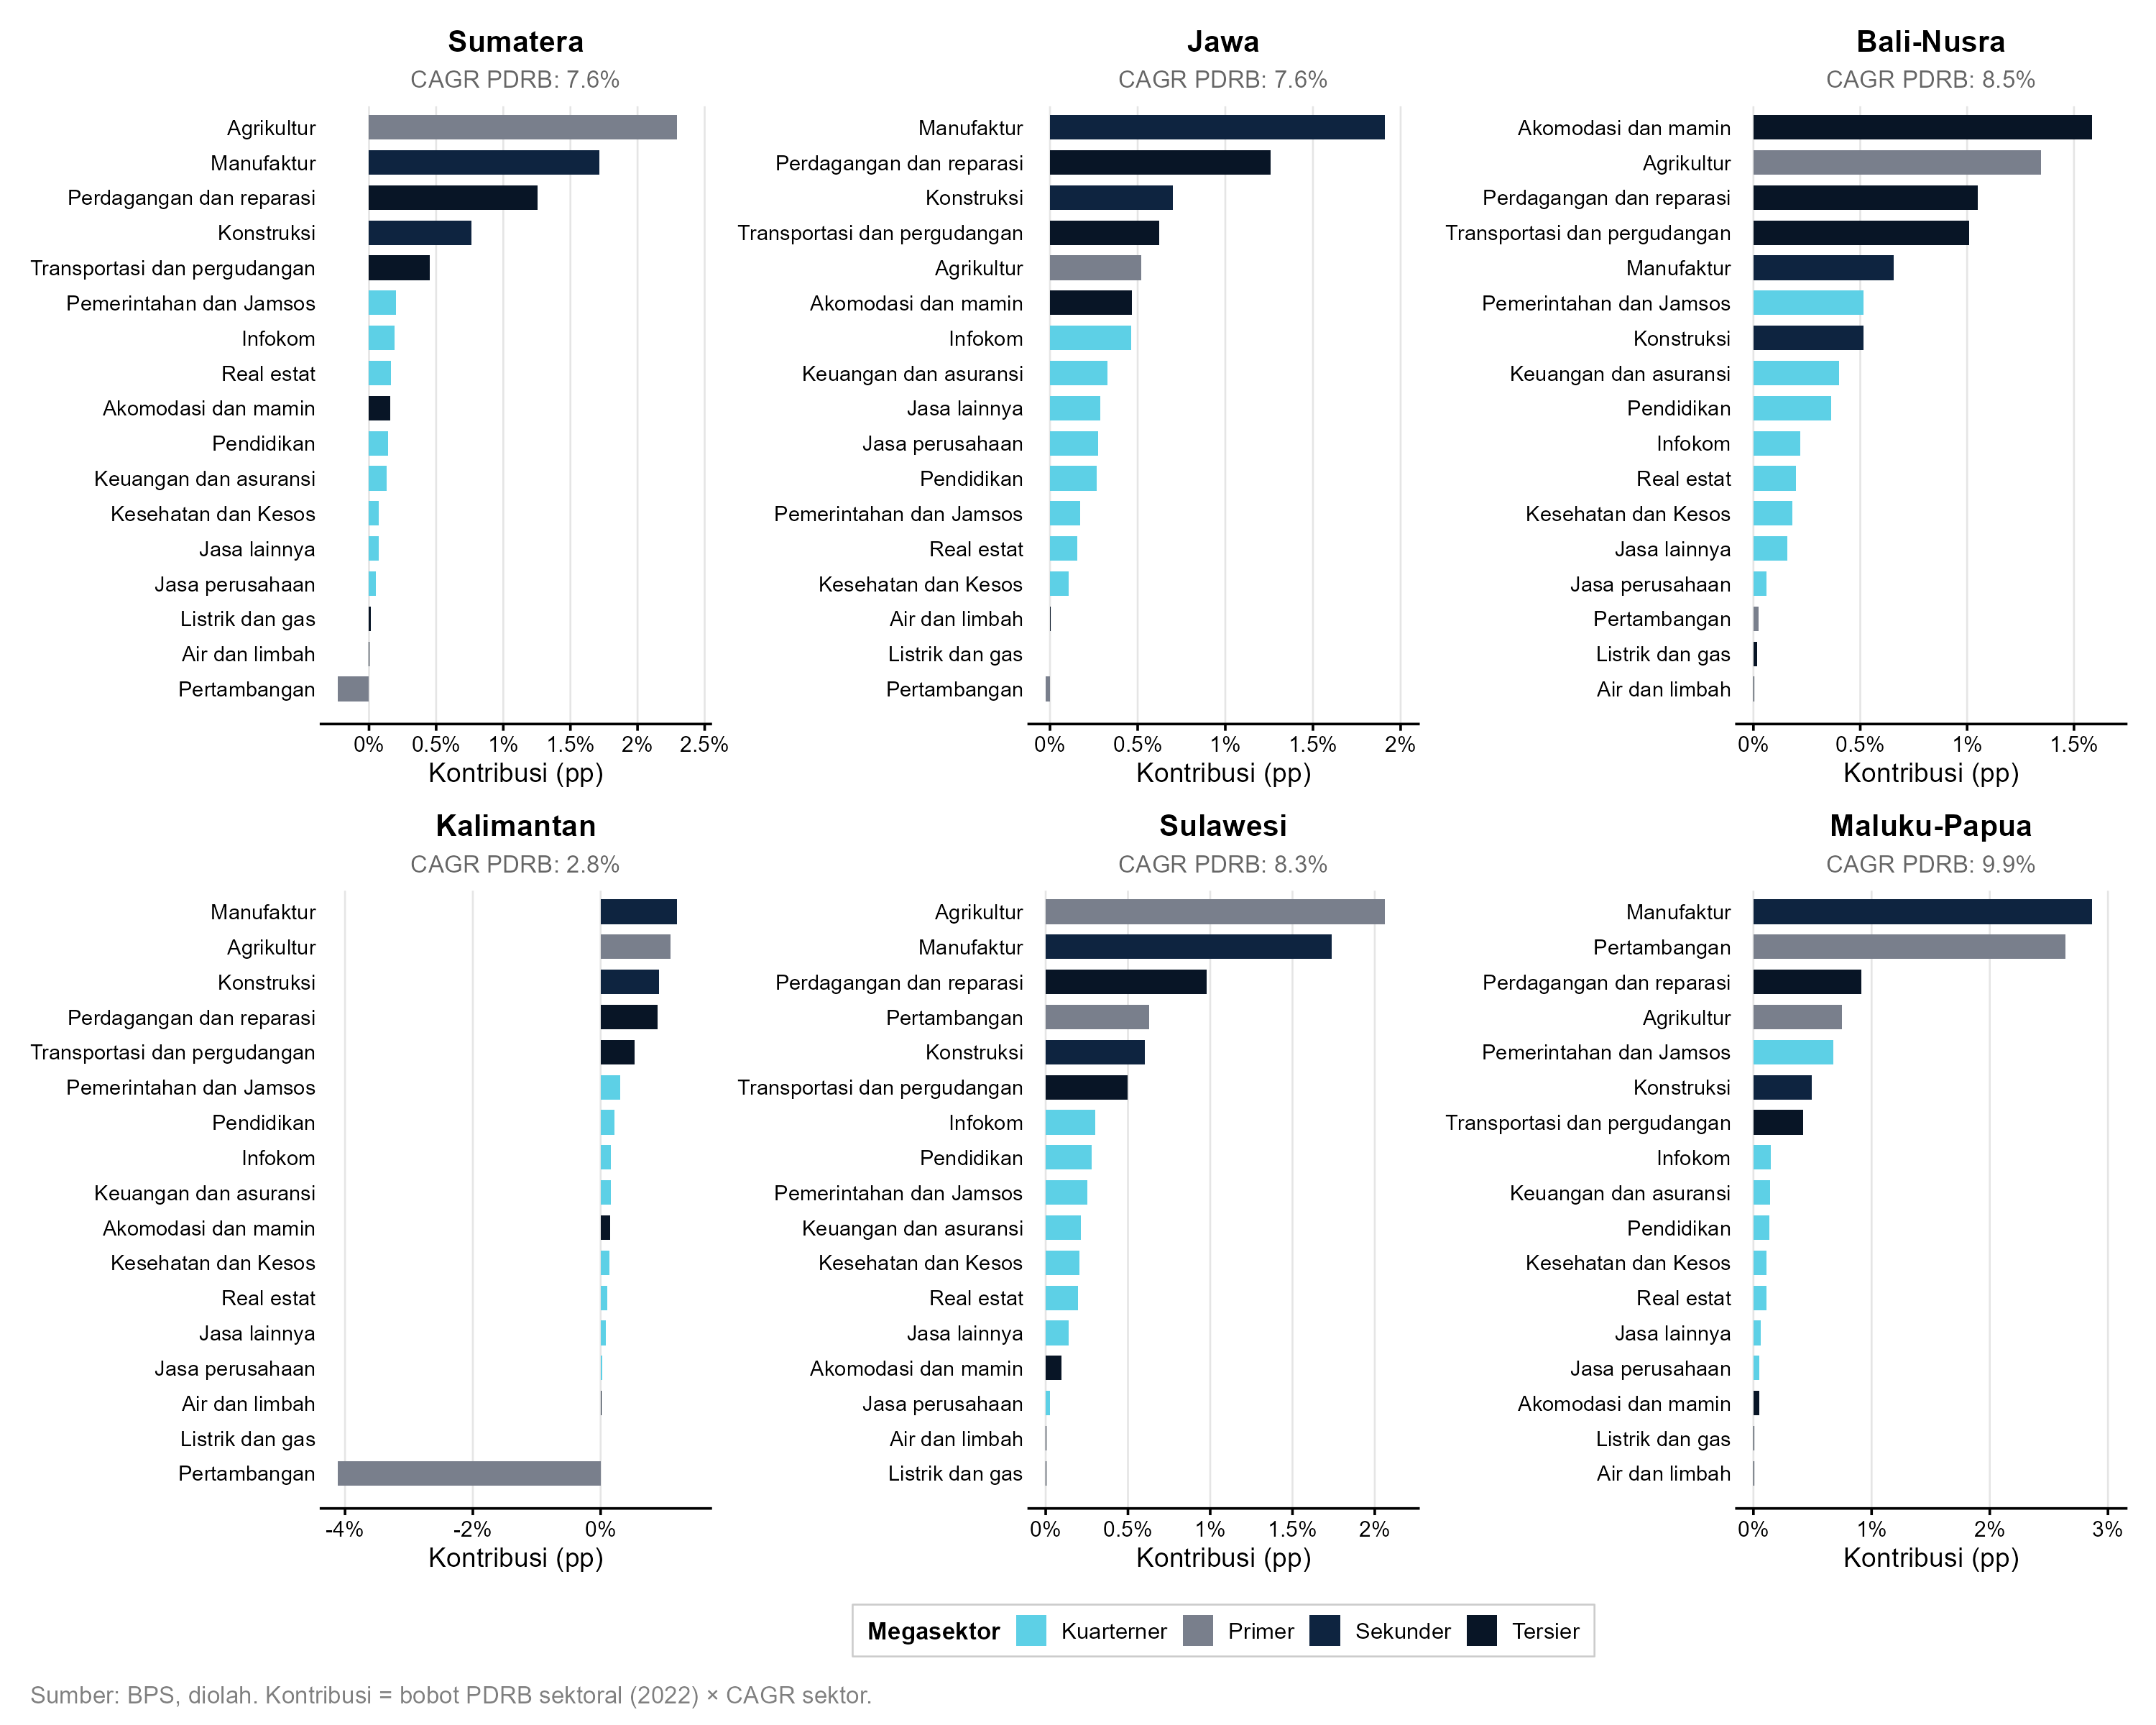 Sumatera
CAGR PDRB: 7.6%
Agrikultur
Manufaktur
Perdagangan dan reparasi
Konstruksi
Transportasi dan pergudangan
Pemerintahan dan Jamsos
Infokom
Real estat
Akomodasi dan mamin
Pendidikan
Keuangan dan asuransi
Kesehatan dan Kesos
Jasa lainnya
Jasa perusahaan
Listrik dan gas
Air dan limbah
Pertambangan
0% 0.5% 1% 1.5% 2% 2.5%
Kontribusi (pp)
Jawa
CAGR PDRB: 7.6%
Manufaktur
Perdagangan dan reparasi
Konstruksi
Transportasi dan pergudangan
Agrikultur
Akomodasi dan mamin
Infokom
Keuangan dan asuransi
Jasa lainnya
Jasa perusahaan
Pendidikan
Pemerintahan dan Jamsos
Real estat
Kesehatan dan Kesos
Air dan limbah
Listrik dan gas
Pertambangan
0% 0.5% 1% 1.5% 2%
Kontribusi (pp)
Bali-Nusra
CAGR PDRB: 8.5%
Akomodasi dan mamin
Agrikultur
Perdagangan dan reparasi
Transportasi dan pergudangan
Manufaktur
Pemerintahan dan Jamsos
Konstruksi
Keuangan dan asuransi
Pendidikan
Infokom
Real estat
Kesehatan dan Kesos
Jasa lainnya
Jasa perusahaan
Pertambangan
Listrik dan gas
Air dan limbah
0% 0.5% 1% 1.5%
Kontribusi (pp)
Kalimantan
CAGR PDRB: 2.8%
Manufaktur
Agrikultur
Konstruksi
Perdagangan dan reparasi
Transportasi dan pergudangan
Pemerintahan dan Jamsos
Pendidikan
Infokom
Keuangan dan asuransi
Akomodasi dan mamin
Kesehatan dan Kesos
Real estat
Jasa lainnya
Jasa perusahaan
Air dan limbah
Listrik dan gas
Pertambangan
-4% -2% 0%
Kontribusi (pp)
Sulawesi
CAGR PDRB: 8.3%
Agrikultur
Manufaktur
Perdagangan dan reparasi
Pertambangan
Konstruksi
Transportasi dan pergudangan
Infokom
Pendidikan
Pemerintahan dan Jamsos
Keuangan dan asuransi
Kesehatan dan Kesos
Real estat
Jasa lainnya
Akomodasi dan mamin
Jasa perusahaan
Air dan limbah
Listrik dan gas
0% 0.5% 1% 1.5% 2%
Kontribusi (pp)
Maluku-Papua
CAGR PDRB: 9.9%
Manufaktur
Pertambangan
Perdagangan dan reparasi
Agrikultur
Pemerintahan dan Jamsos
Konstruksi
Transportasi dan pergudangan
Infokom
Keuangan dan asuransi
Pendidikan
Kesehatan dan Kesos
Real estat
Jasa lainnya
Jasa perusahaan
Akomodasi dan mamin
Listrik dan gas
Air dan limbah
0% 1% 2% 3%
Kontribusi (pp)
Megasektor Kuarterner Primer Sekunder Tersier
Sumber: BPS, diolah. Kontribusi = bobot PDRB sektoral (2022) × CAGR sektor.